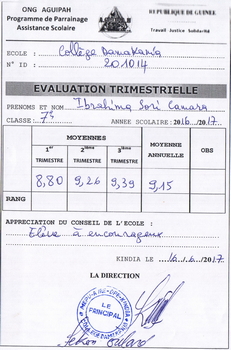 ONG AGUIPAH
REPUBLIQUE DE GUINEE
Programme de Parrainage
Assistance Scolaire
Travail Justice Solidarité
ECOLE : Collège Damakania
N° ID : 201014
EVALUATION TRIMESTRIELLE
PRENOMS ET NOM Ibrahima Sori Camara
CLASSE: 7è ANNEE SCOLAIRE: 2016/2017
MOYENNES MOYENNE ANNUELLE OBS
1er TRIMESTRE 2ème TRIMESTRE 3ème TRIMESTRE
8,80 9,26 9,39 9,15
RANG
APPRECIATION DU CONSEIL DE L'ECOLE :
Elève à encourager
KINDIA LE 16/6/2017
LA DIRECTION
LE PRINCIPAL